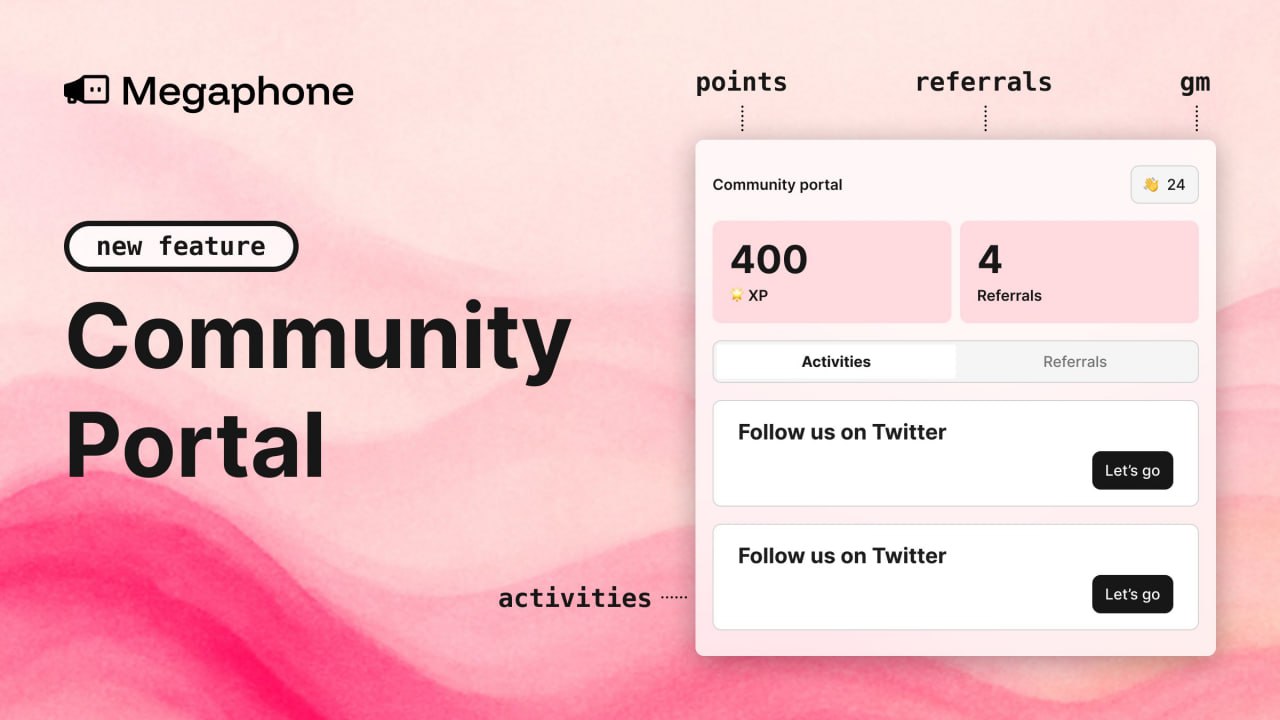 Megaphone
new feature
Community
Portal
points referrals gm
Community portal
👋 24
400
🌟 XP
4
Referrals
Activities Referrals
Follow us on Twitter
Let’s go
Follow us on Twitter
Let’s go
activities